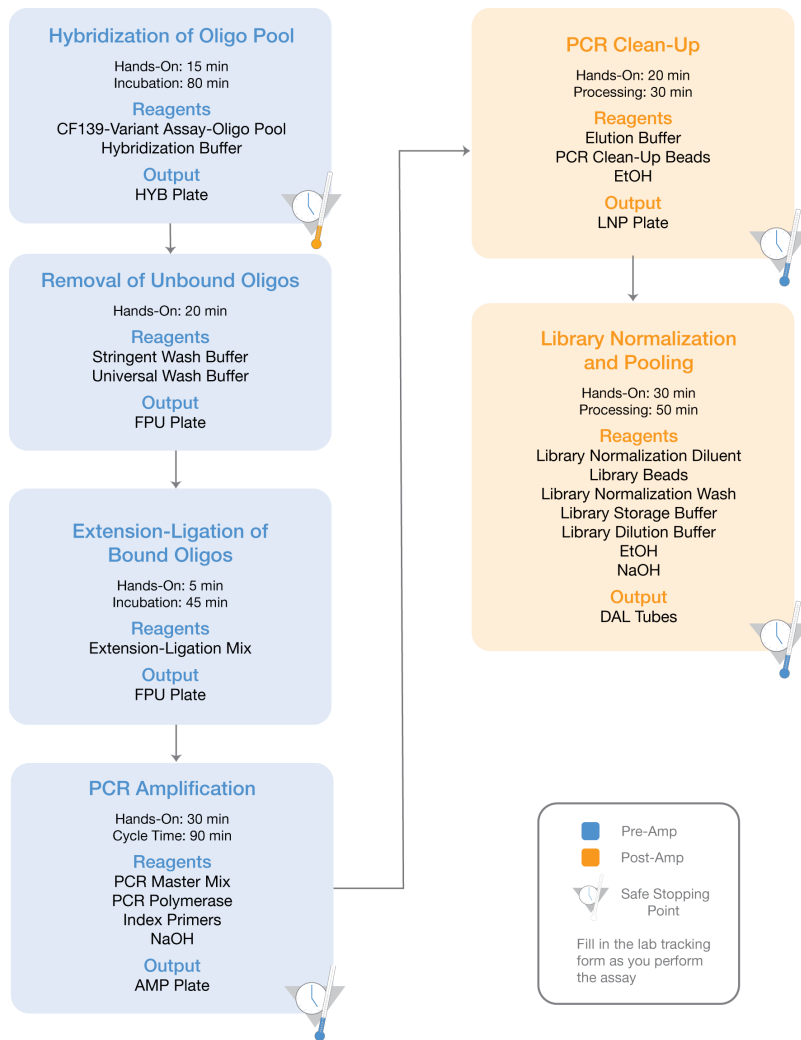 Hybridization of Oligo Pool
Hands-On: 15 min
Incubation: 80 min
Reagents
CF139-Variant Assay-Oligo Pool
Hybridization Buffer
Output
HYB Plate
Removal of Unbound Oligos
Hands-On: 20 min
Reagents
Stringent Wash Buffer
Universal Wash Buffer
Output
FPU Plate
Extension-Ligation of
Bound Oligos
Hands-On: 5 min
Incubation: 45 min
Reagents
Extension-Ligation Mix
Output
FPU Plate
PCR Amplification
Hands-On: 30 min
Cycle Time: 90 min
Reagents
PCR Master Mix
PCR Polymerase
Index Primers
NaOH
Output
AMP Plate
PCR Clean-Up
Hands-On: 20 min
Processing: 30 min
Reagents
Elution Buffer
PCR Clean-Up Beads
EtOH
Output
LNP Plate
Library Normalization
and Pooling
Hands-On: 30 min
Processing: 50 min
Reagents
Library Normalization Diluent
Library Beads
Library Normalization Wash
Library Storage Buffer
Library Dilution Buffer
EtOH
NaOH
Output
DAL Tubes
Pre-Amp
Post-Amp
Safe Stopping
Point
Fill in the lab tracking
form as you perform
the assay